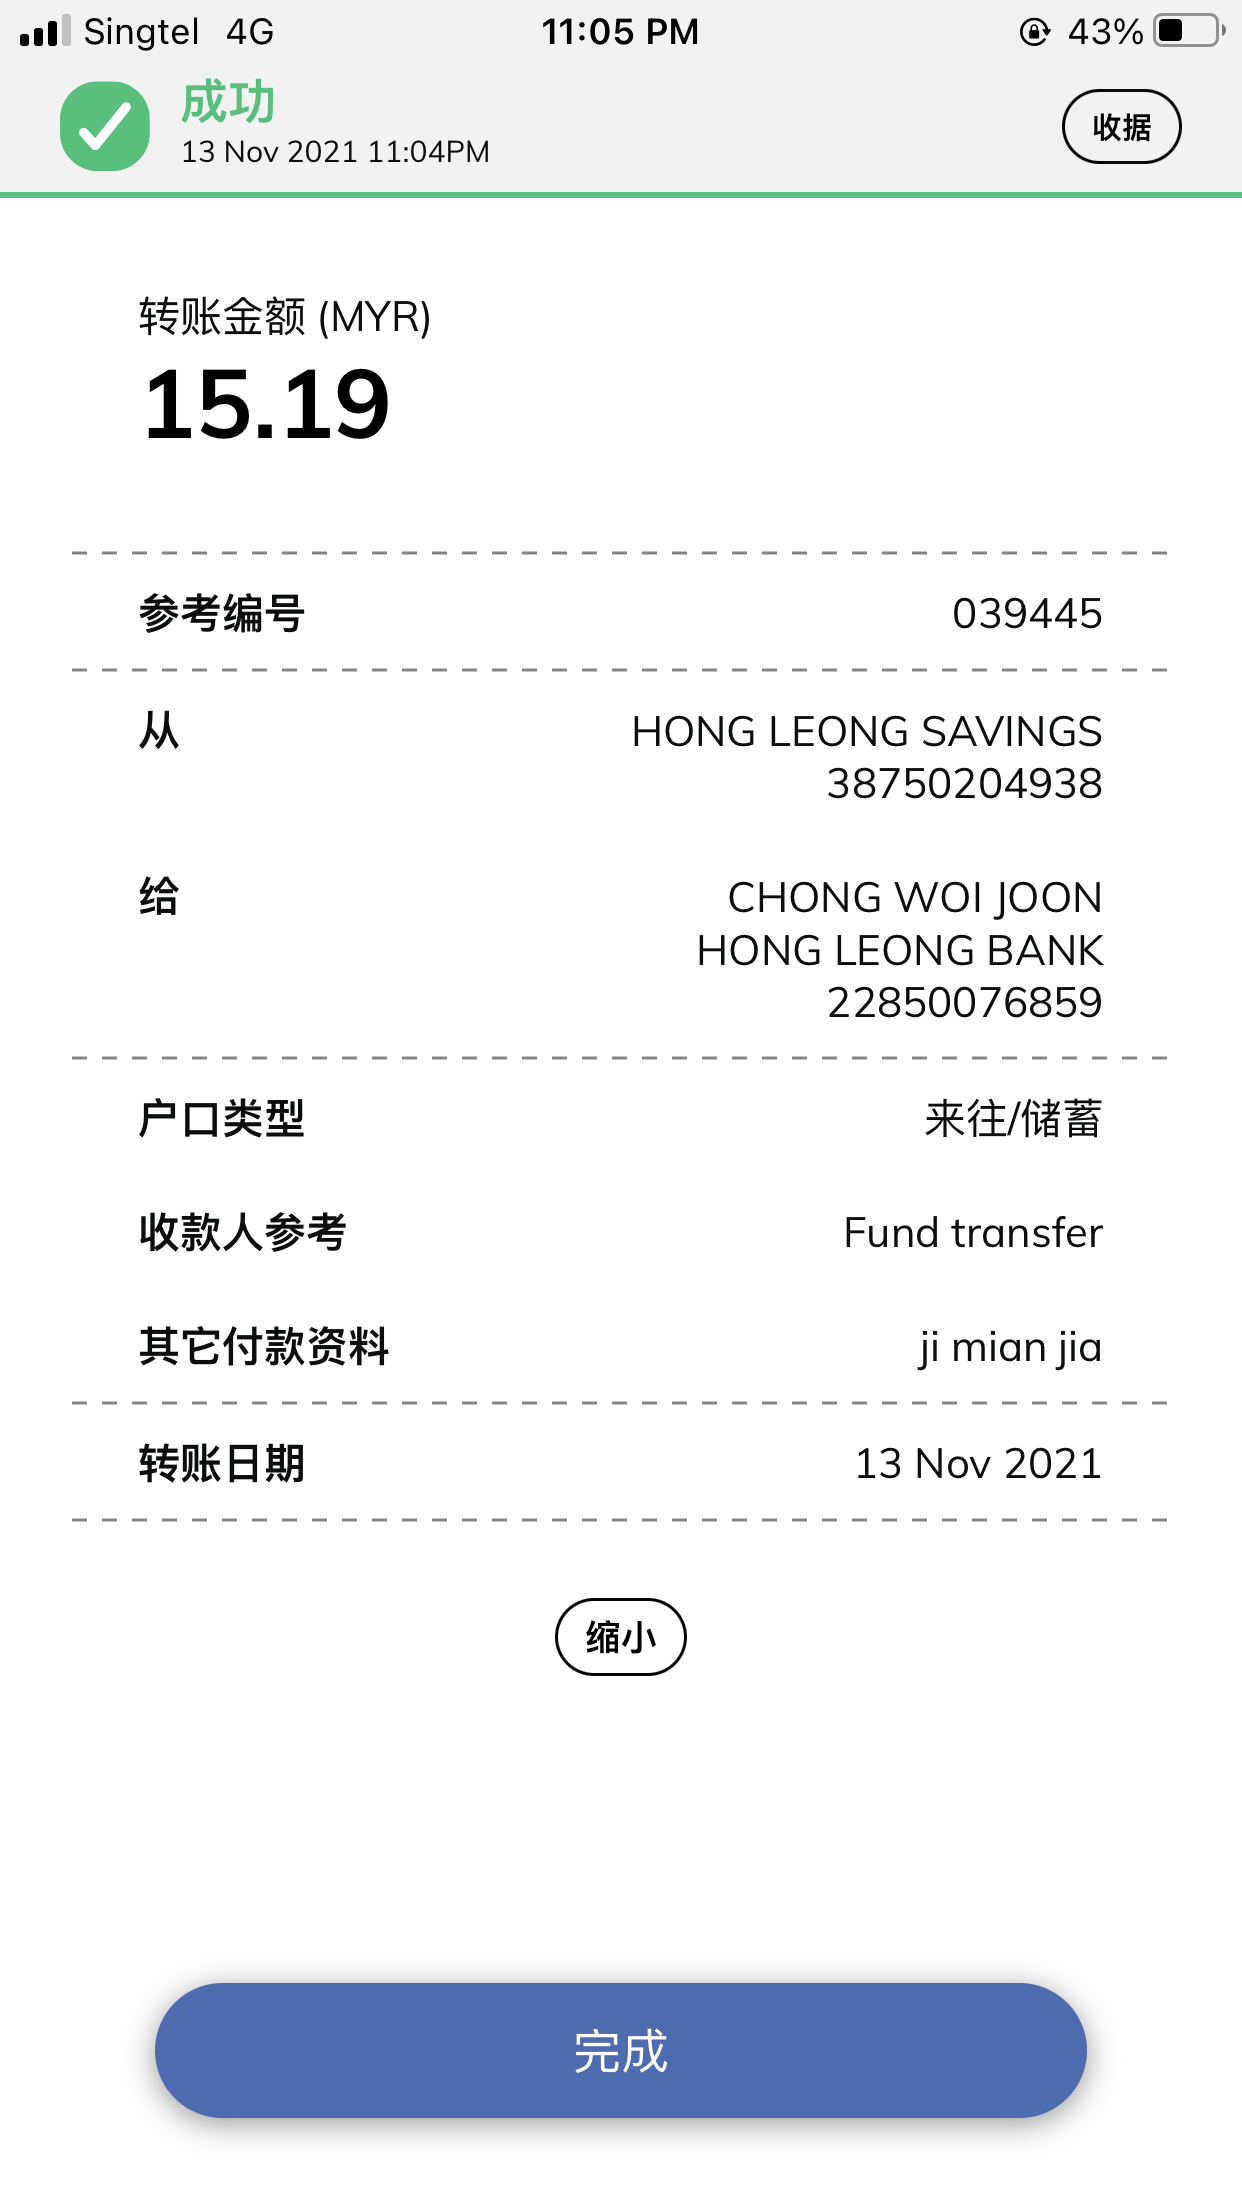 Singtel 4G 11:05 PM 43%
成功
13 Nov 2021 11:04PM
收据
转账金额 (MYR)
15.19
参考编号 039445
从 HONG LEONG SAVINGS
38750204938
给 CHONG WOI JOON
HONG LEONG BANK
22850076859
户口类型 来往/储蓄
收款人参考 Fund transfer
其它付款资料 ji mian jia
转账日期 13 Nov 2021
缩小
完成